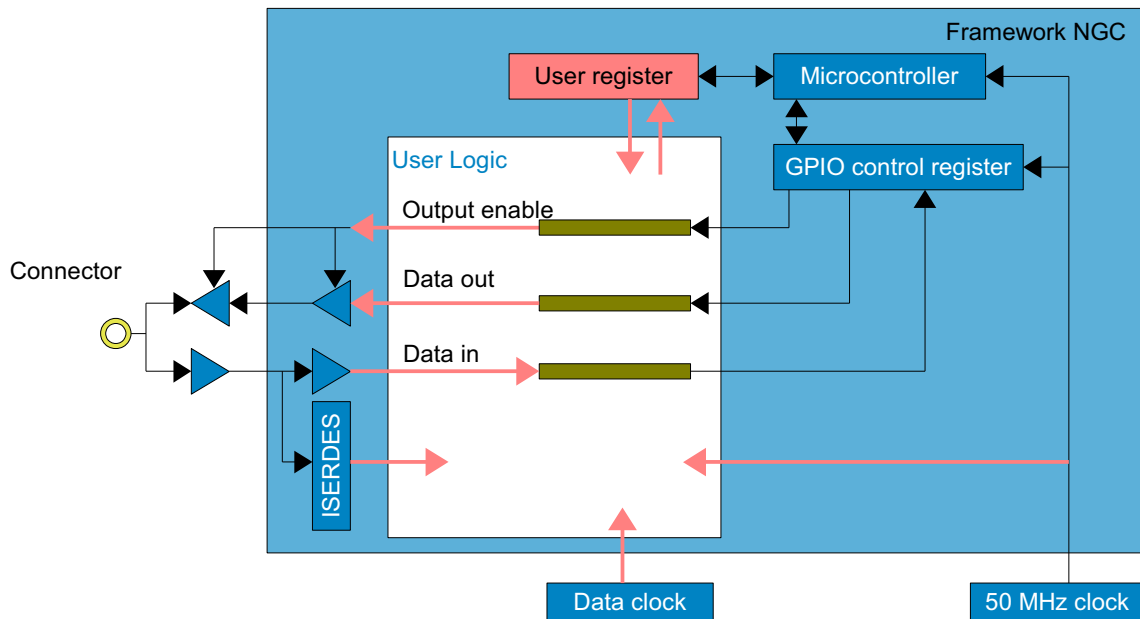 Framework NGC
User register
Microcontroller
User Logic
GPIO control register
Output enable
Connector
Data out
Data in
ISERDES
Data clock
50 MHz clock